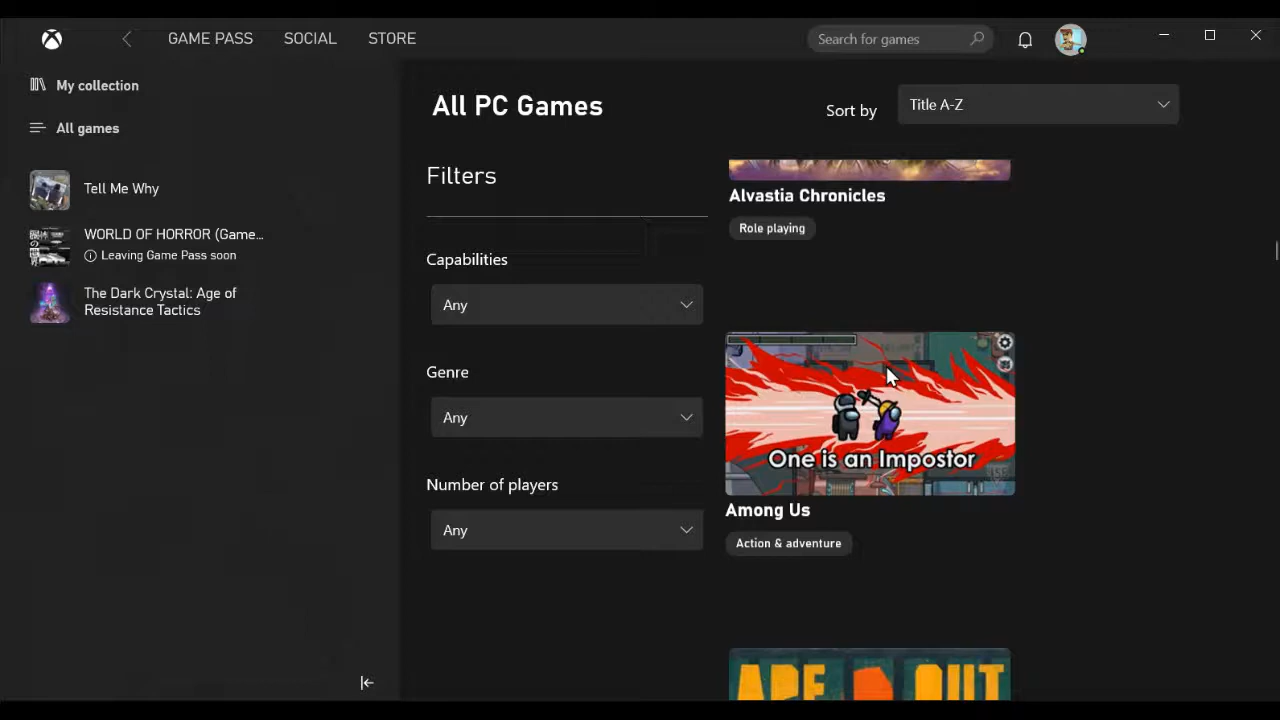 GAME PASS
SOCIAL
STORE
Search for games
My collection
All games
Tell Me Why
WORLD OF HORROR (Game...
Leaving Game Pass soon
The Dark Crystal: Age of
Resistance Tactics
All PC Games
Sort by
Title A-Z
Filters
Capabilities
Any
Genre
Any
Number of players
Any
Alvastia Chronicles
Role playing
One is an Impostor
Among Us
Action & adventure
APE OUT